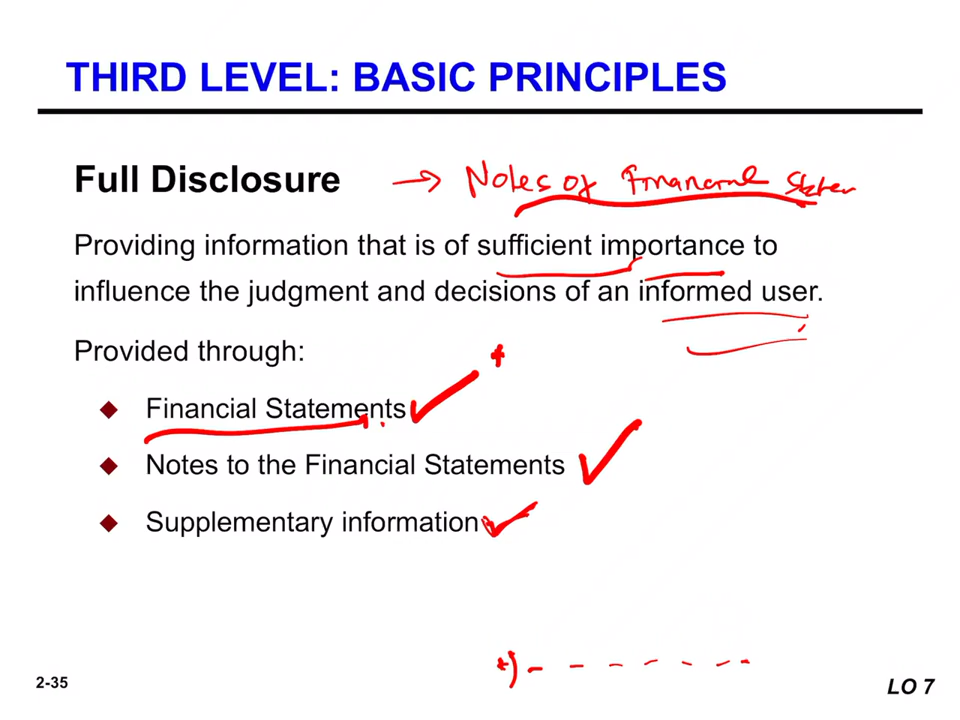 THIRD LEVEL: BASIC PRINCIPLES
Full Disclosure → Notes of Financial
Providing information that is of sufficient importance to
influence the judgment and decisions of an informed user.
Provided through:
+
◆ Financial Statements
◆ Notes to the Financial Statements
◆ Supplementary information
*)
2-35
LO 7